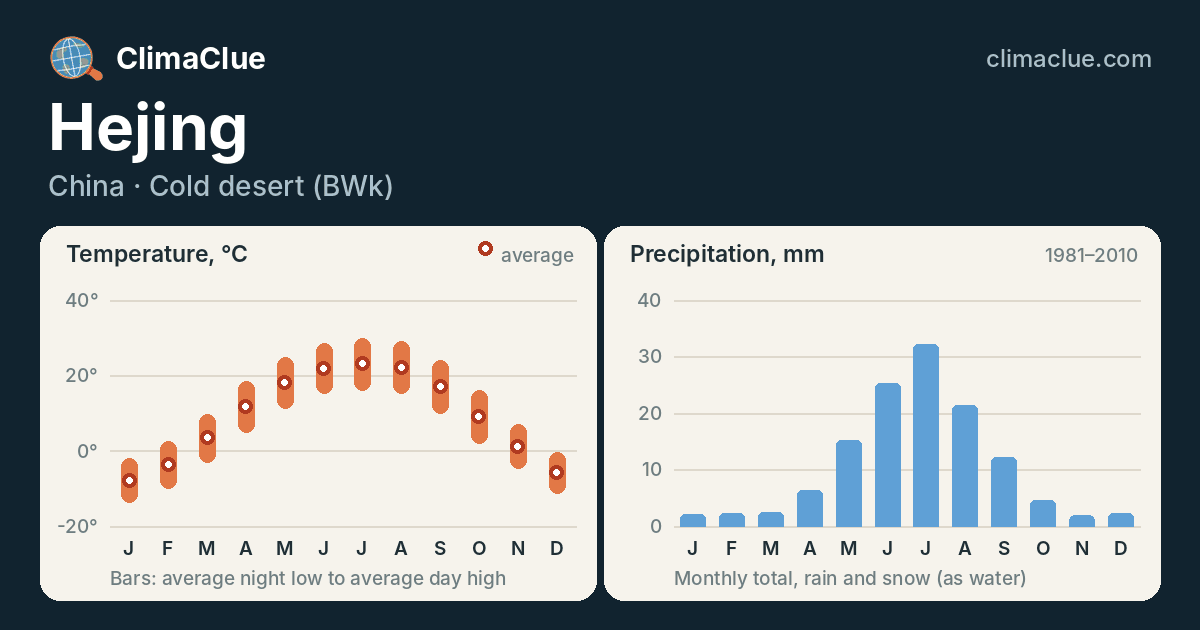 ClimaClue
climaclue.com
Hejing
China · Cold desert (BWk)
Temperature, °C
average
40°
20°
0°
-20°
J F M A M J J A S O N D
Bars: average night low to average day high
Precipitation, mm
1981–2010
40
30
20
10
0
J F M A M J J A S O N D
Monthly total, rain and snow (as water)